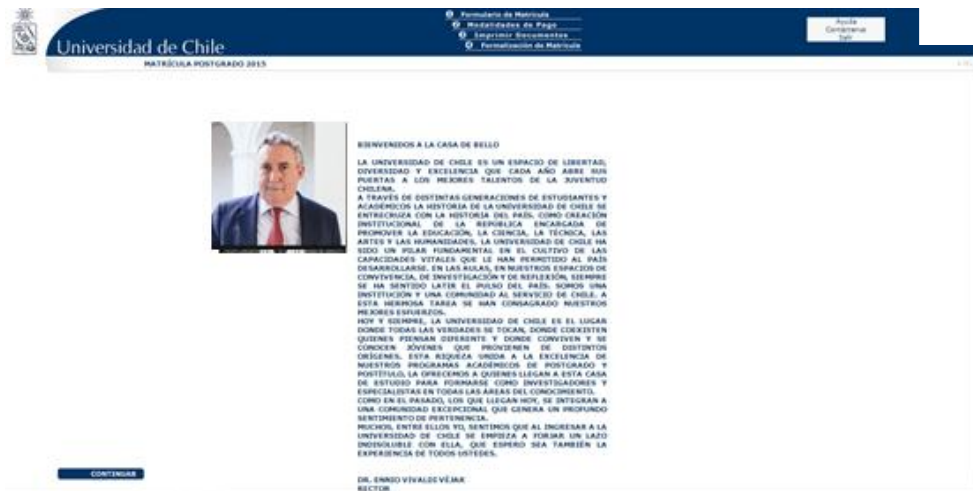 Formulario de Matrícula
Modalidades de Pago
Imprimir Documentos
Formalización de Matrícula
Ayuda
Contáctenos
Salir
Universidad de Chile
MATRÍCULA POSTGRADO 2015
BIENVENIDOS A LA CASA DE BELLO
LA UNIVERSIDAD DE CHILE ES UN ESPACIO DE LIBERTAD,
DIVERSIDAD Y EXCELENCIA QUE CADA AÑO ABRE SUS
PUERTAS A LOS MEJORES TALENTOS DE LA JUVENTUD
CHILENA.
A TRAVÉS DE DISTINTAS GENERACIONES DE ESTUDIANTES Y
ACADÉMICOS LA HISTORIA DE LA UNIVERSIDAD DE CHILE SE
ENTRECRUZA CON LA HISTORIA DEL PAÍS. COMO CREACIÓN
INSTITUCIONAL DE LA REPÚBLICA ENCARGADA DE
PROMOVER LA EDUCACIÓN, LA CIENCIA, LA TÉCNICA, LAS
ARTES Y LAS HUMANIDADES, LA UNIVERSIDAD DE CHILE HA
SIDO UN PILAR FUNDAMENTAL EN EL CULTIVO DE LAS
CAPACIDADES VITALES QUE LE HAN PERMITIDO AL PAÍS
DESARROLLARSE. EN LAS AULAS, EN NUESTROS ESPACIOS DE
CONVIVENCIA, DE INVESTIGACIÓN Y DE REFLEXIÓN, SIEMPRE
SE HA SENTIDO LATIR EL PULSO DEL PAÍS. SOMOS UNA
INSTITUCIÓN Y UNA COMUNIDAD AL SERVICIO DE CHILE. A
ESTA HERMOSA TAREA SE HAN CONSAGRADO NUESTROS
MEJORES ESFUERZOS.
HOY Y SIEMPRE, LA UNIVERSIDAD DE CHILE ES EL LUGAR
DONDE TODAS LAS VERDADES SE TOCAN, DONDE COEXISTEN
QUIENES PIENSAN DIFERENTE Y DONDE CONVIVEN Y SE
CONOCEN JÓVENES QUE PROVIENEN DE DISTINTOS
ORÍGENES. ESTA RIQUEZA UNIDA A LA EXCELENCIA DE
NUESTROS PROGRAMAS ACADÉMICOS DE POSTGRADO Y
POSTÍTULO, LA OFRECEMOS A QUIENES LLEGAN A ESTA CASA
DE ESTUDIO PARA FORMARSE COMO INVESTIGADORES Y
ESPECIALISTAS EN TODAS LAS ÁREAS DEL CONOCIMIENTO.
COMO EN EL PASADO, LOS QUE LLEGAN HOY, SE INTEGRAN A
UNA COMUNIDAD EXCEPCIONAL QUE GENERA UN PROFUNDO
SENTIMIENTO DE PERTENENCIA.
MUCHOS, ENTRE ELLOS YO, SENTIMOS QUE AL INGRESAR A LA
UNIVERSIDAD DE CHILE SE EMPIEZA A FORJAR UN LAZO
INDISOLUBLE CON ELLA, QUE ESPERO SEA TAMBIÉN LA
EXPERIENCIA DE TODOS USTEDES.
CONTINUAR
DR. ENNIO VIVALDI VÉJAR
RECTOR